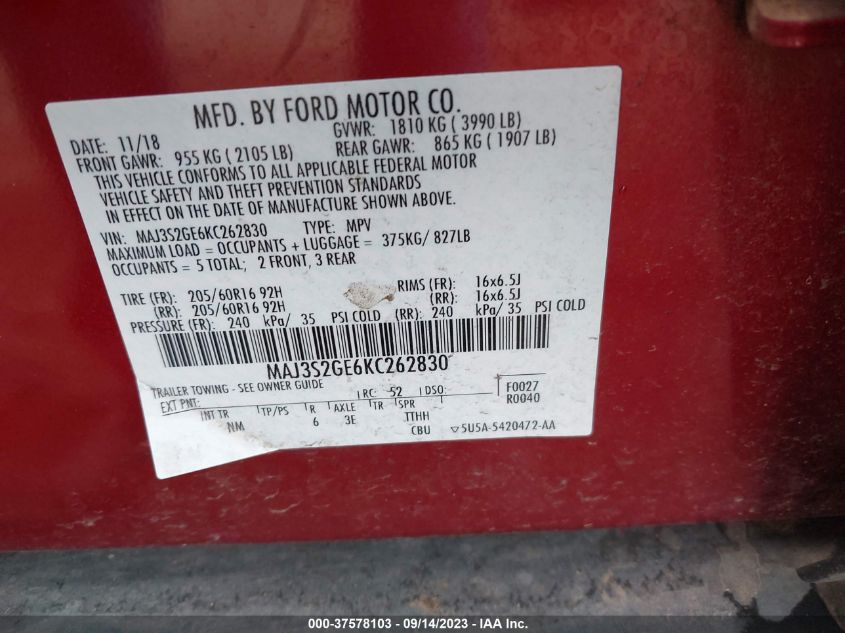 MFD. BY FORD MOTOR CO.
DATE: 11/18 GVWR: 1810 KG ( 3990 LB)
FRONT GAWR: 955 KG ( 2105 LB) REAR GAWR: 865 KG ( 1907 LB)
THIS VEHICLE CONFORMS TO ALL APPLICABLE FEDERAL MOTOR
VEHICLE SAFETY AND THEFT PREVENTION STANDARDS
IN EFFECT ON THE DATE OF MANUFACTURE SHOWN ABOVE.
VIN: MAJ3S2GE6KC262830 TYPE: MPV
MAXIMUM LOAD = OCCUPANTS + LUGGAGE = 375KG/ 827LB
OCCUPANTS = 5 TOTAL; 2 FRONT, 3 REAR
TIRE (FR): 205/60R16 92H RIMS (FR): 16x6.5J
(RR): 205/60R16 92H (RR): 16x6.5J
PRESSURE (FR): 240 kPa/ 35 PSI COLD (RR): 240 kPa/ 35 PSI COLD
MAJ3S2GE6KC262830
TRAILER TOWING - SEE OWNER GUIDE
EXT PNT: RC: 52 DSO: F0027
R0040
INT TR TP/PS R AXLE TR SPR
NM 6 3E TTHH
CBU 5U5A-5420472-AA
000-37578103 - 09/14/2023 - IAA Inc.